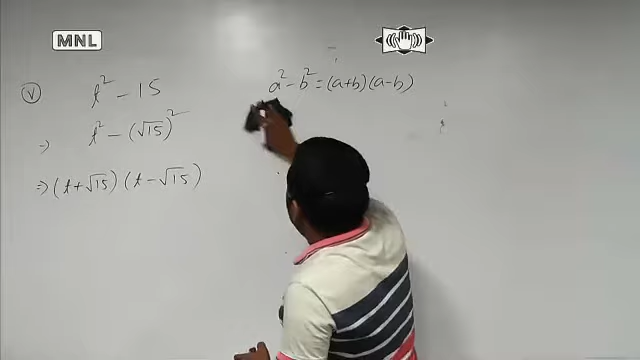 MNL
(v) t² - 15
a² - b² = (a+b)(a-b)
⇒ t² - (√15)²
⇒ (t+√15)(t-√15)